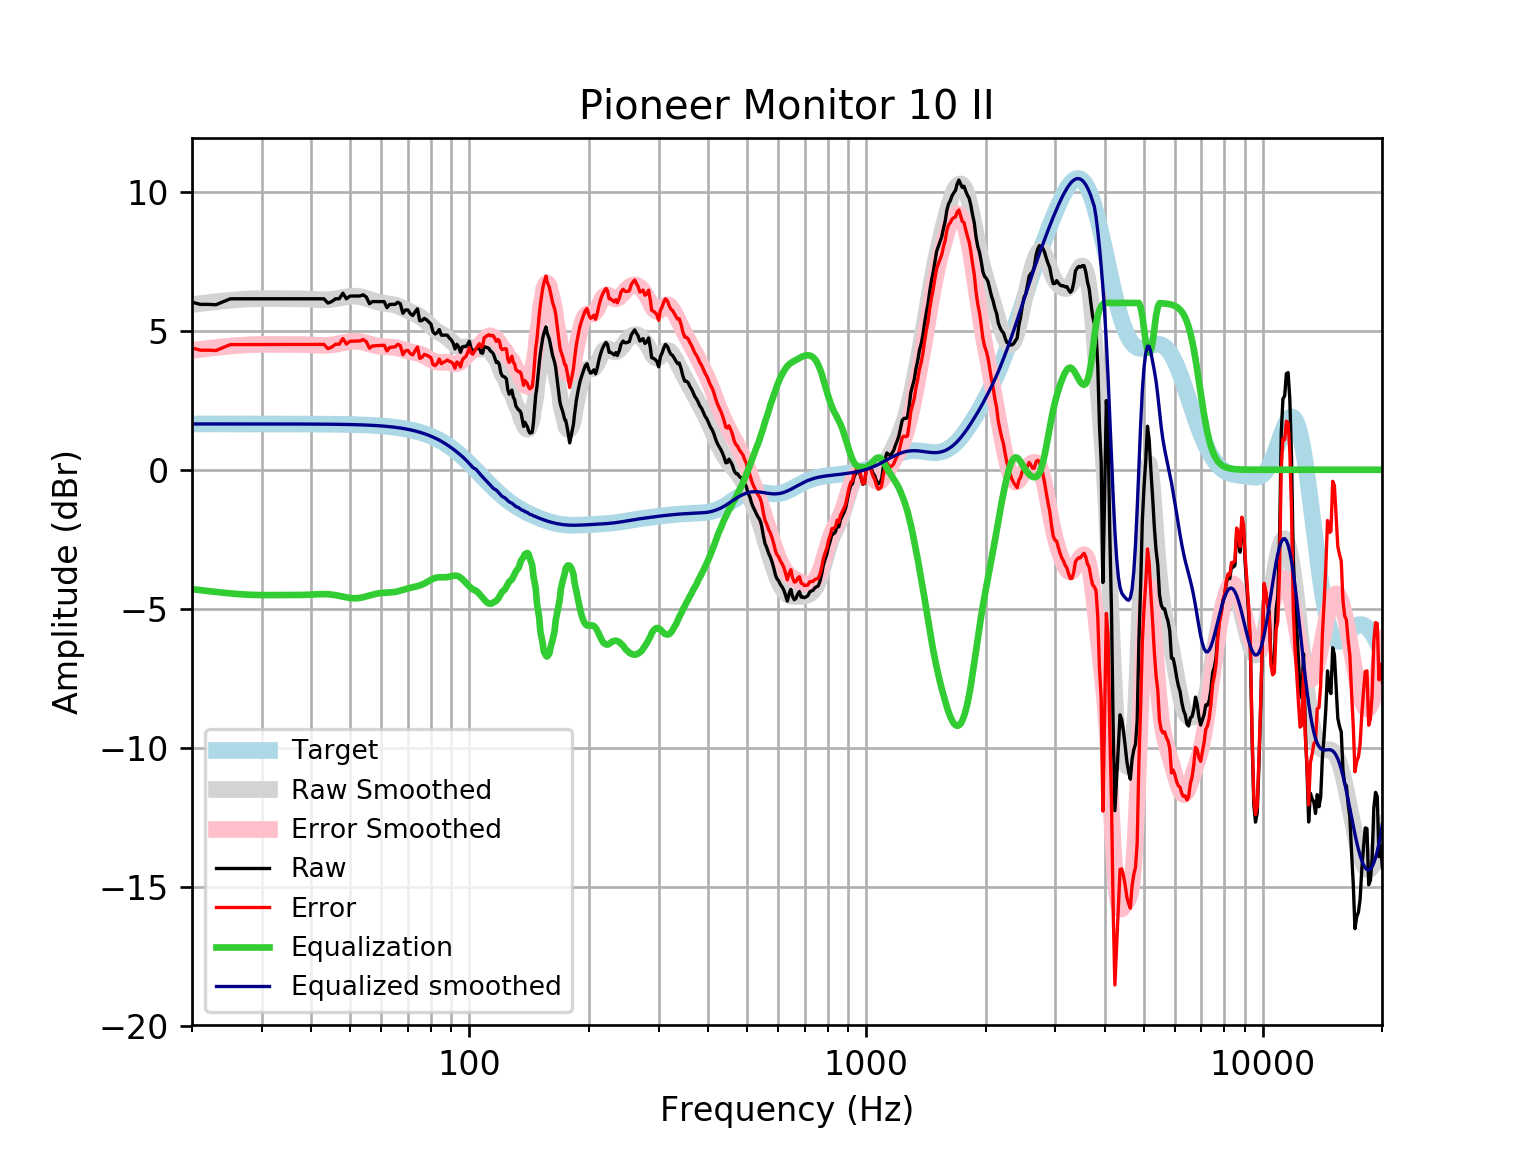 Pioneer Monitor 10 II
10
5
0
−5
−10
−15
−20
Amplitude (dBr)
Target
Raw Smoothed
Error Smoothed
Raw
Error
Equalization
Equalized smoothed
100
1000
10000
Frequency (Hz)